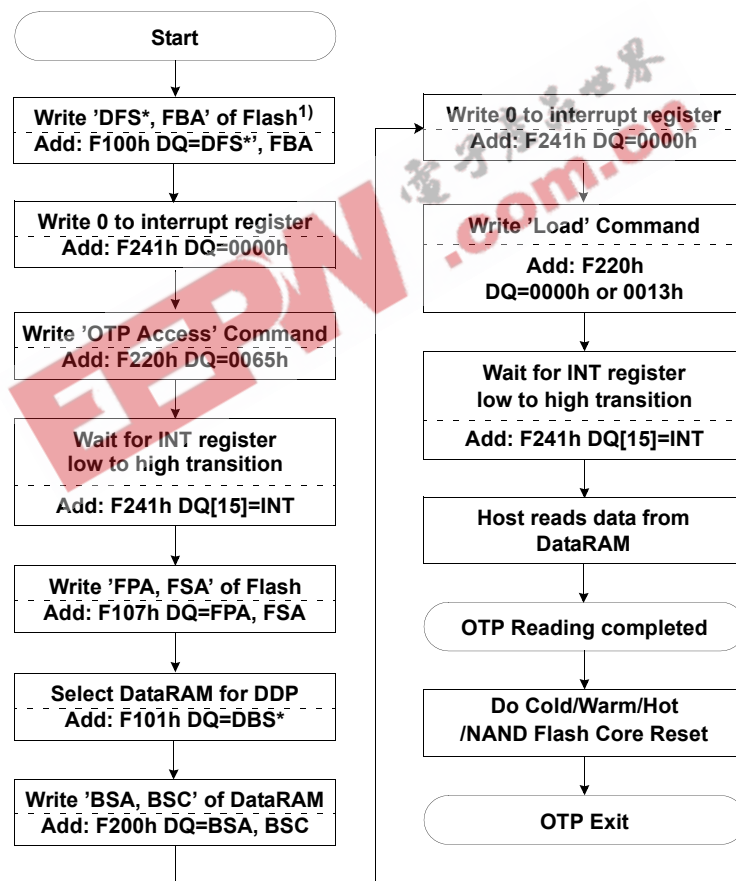 Start
Write 'DFS*, FBA' of Flash1)
Add: F100h DQ=DFS*', FBA
Write 0 to interrupt register
Add: F241h DQ=0000h
Write 'OTP Access' Command
Add: F220h DQ=0065h
Wait for INT register
low to high transition
Add: F241h DQ[15]=INT
Write 'FPA, FSA' of Flash
Add: F107h DQ=FPA, FSA
Select DataRAM for DDP
Add: F101h DQ=DBS*
Write 'BSA, BSC' of DataRAM
Add: F200h DQ=BSA, BSC
Write 0 to interrupt register
Add: F241h DQ=0000h
Write 'Load' Command
Add: F220h
DQ=0000h or 0013h
Wait for INT register
low to high transition
Add: F241h DQ[15]=INT
Host reads data from
DataRAM
OTP Reading completed
Do Cold/Warm/Hot
/NAND Flash Core Reset
OTP Exit
EEPW.com.cn
電子產品世界